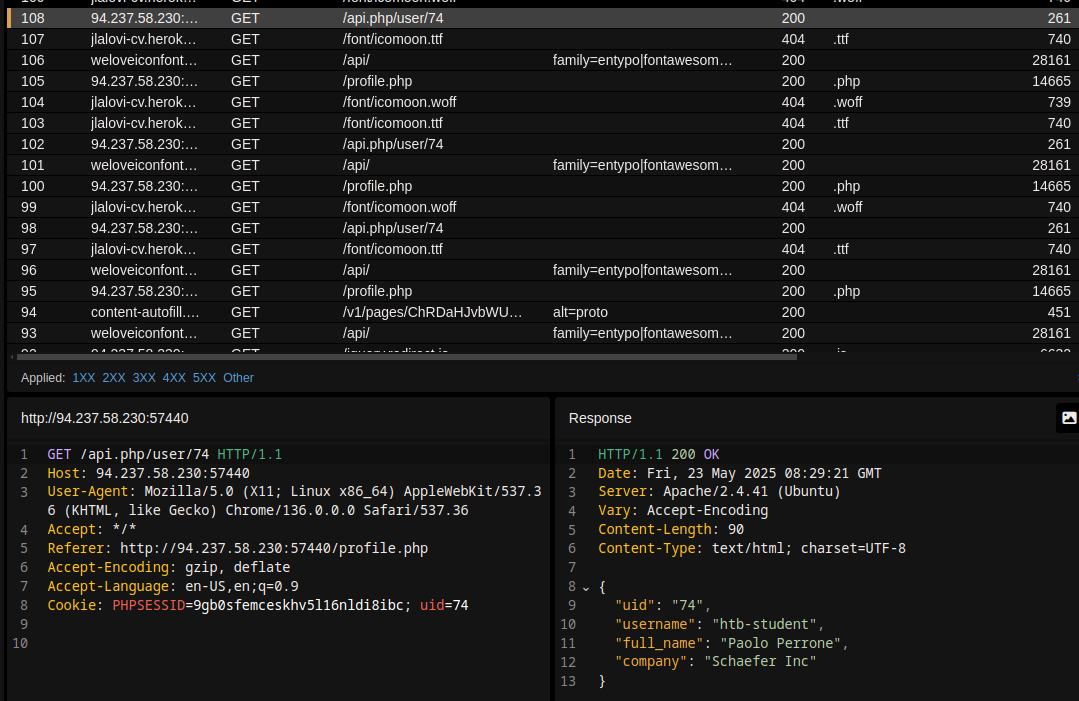 108 94.237.58.230:… GET /api.php/user/74 200 261
107 jlalovi-cv.herok… GET /font/icomoon.ttf 404 .ttf 740
106 weloveiconfont… GET /api/ family=entypo|fontawesom… 200 28161
105 94.237.58.230:… GET /profile.php 200 .php 14665
104 jlalovi-cv.herok… GET /font/icomoon.woff 404 .woff 739
103 jlalovi-cv.herok… GET /font/icomoon.ttf 404 .ttf 740
102 94.237.58.230:… GET /api.php/user/74 200 261
101 weloveiconfont… GET /api/ family=entypo|fontawesom… 200 28161
100 94.237.58.230:… GET /profile.php 200 .php 14665
99 jlalovi-cv.herok… GET /font/icomoon.woff 404 .woff 740
98 94.237.58.230:… GET /api.php/user/74 200 261
97 jlalovi-cv.herok… GET /font/icomoon.ttf 404 .ttf 740
96 weloveiconfont… GET /api/ family=entypo|fontawesom… 200 28161
95 94.237.58.230:… GET /profile.php 200 .php 14665
94 content-autofill.… GET /v1/pages/ChRDaHJvbWU… alt=proto 200 451
93 weloveiconfont… GET /api/ family=entypo|fontawesom… 200 28161
Applied: 1XX 2XX 3XX 4XX 5XX Other
http://94.237.58.230:57440
1 GET /api.php/user/74 HTTP/1.1
2 Host: 94.237.58.230:57440
3 User-Agent: Mozilla/5.0 (X11; Linux x86_64) AppleWebKit/537.3
6 (KHTML, like Gecko) Chrome/136.0.0.0 Safari/537.36
4 Accept: */*
5 Referer: http://94.237.58.230:57440/profile.php
6 Accept-Encoding: gzip, deflate
7 Accept-Language: en-US,en;q=0.9
8 Cookie: PHPSESSID=9gb0sfemceskhv5l16nldi8ibc; uid=74
9
10
Response
1 HTTP/1.1 200 OK
2 Date: Fri, 23 May 2025 08:29:21 GMT
3 Server: Apache/2.4.41 (Ubuntu)
4 Vary: Accept-Encoding
5 Content-Length: 90
6 Content-Type: text/html; charset=UTF-8
7
8 {
9 "uid": "74",
10 "username": "htb-student",
11 "full_name": "Paolo Perrone",
12 "company": "Schaefer Inc"
13 }